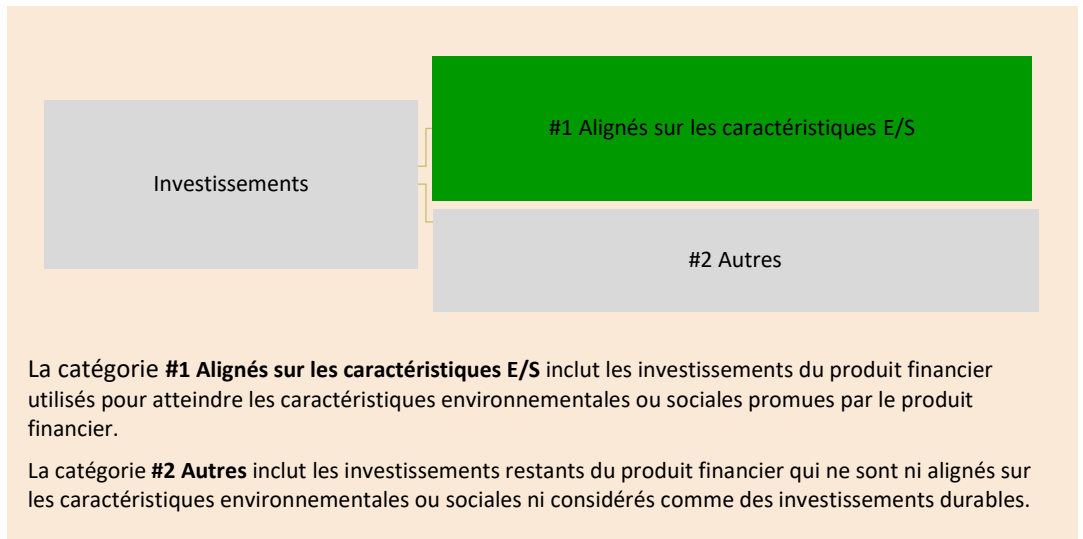 #1 Alignés sur les caractéristiques E/S
Investissements
#2 Autres
La catégorie #1 Alignés sur les caractéristiques E/S inclut les investissements du produit financier
utilisés pour atteindre les caractéristiques environnementales ou sociales promues par le produit
financier.
La catégorie #2 Autres inclut les investissements restants du produit financier qui ne sont ni alignés sur
les caractéristiques environnementales ou sociales ni considérés comme des investissements durables.